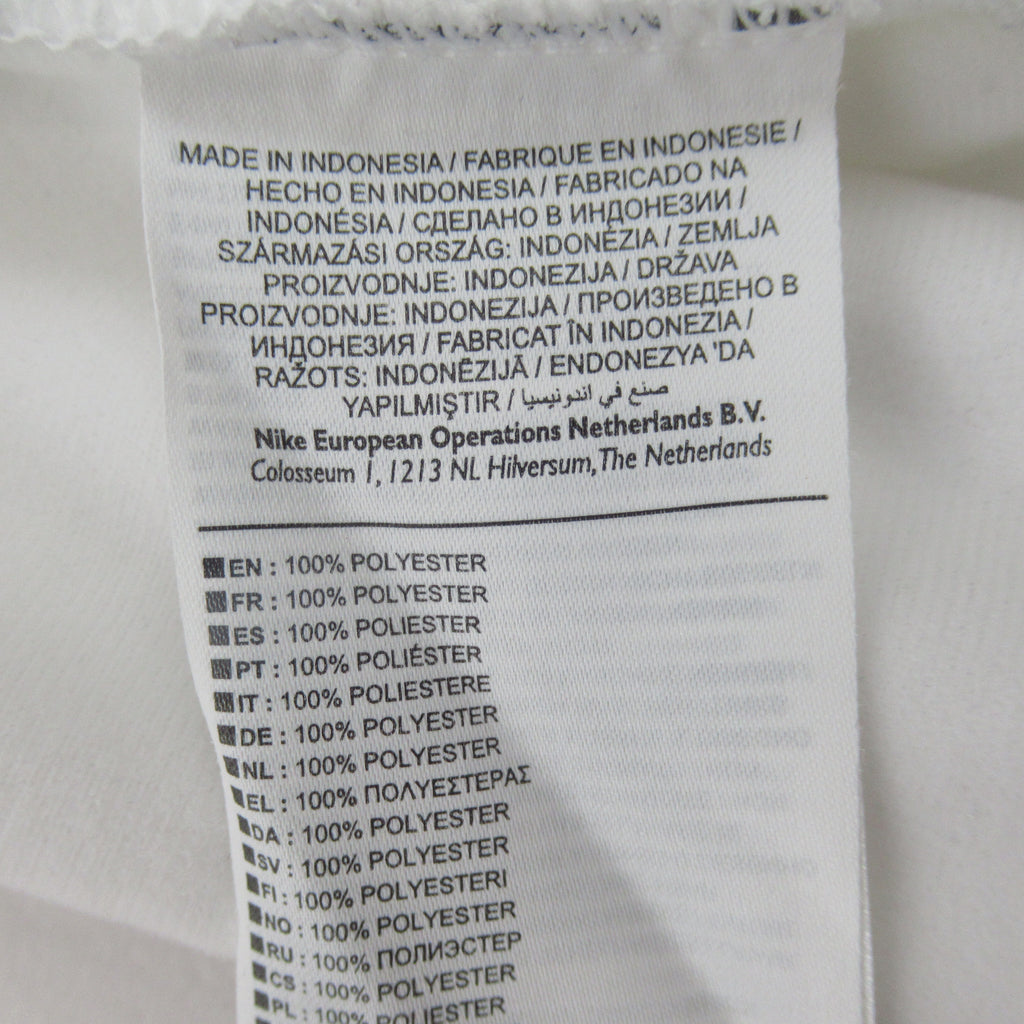 MADE IN INDONESIA / FABRIQUE EN INDONESIE /
HECHO EN INDONESIA / FABRICADO NA
INDONÉSIA / СДЕЛАНО В ИНДОНЕЗИИ /
SZÁRMAZÁSI ORSZÁG: INDONÉZIA / ZEMLJA
PROIZVODNJE: INDONEZIJA / DRŽAVA
PROIZVODNJE: INDONEZIJA / ПРОИЗВЕДЕНО В
ИНДОНЕЗИЯ / FABRICAT ÎN INDONEZIA /
RAŽOTS: INDONĒZIJĀ / ENDONEZYA 'DA
YAPILMIŞTIR / صنع في اندونيسيا
Nike European Operations Netherlands B.V.
Colosseum 1, 1213 NL Hilversum, The Netherlands
EN : 100% POLYESTER
FR : 100% POLYESTER
ES : 100% POLIESTER
PT : 100% POLIÉSTER
IT : 100% POLIESTERE
DE : 100% POLYESTER
NL : 100% POLYESTER
EL : 100% ΠΟΛΥΕΣΤΕΡΑΣ
DA : 100% POLYESTER
SV : 100% POLYESTER
FI : 100% POLYESTERI
NO : 100% POLYESTER
RU : 100% ПОЛИЭСТЕР
CS : 100% POLYESTER
PL : 100% POLIESTER